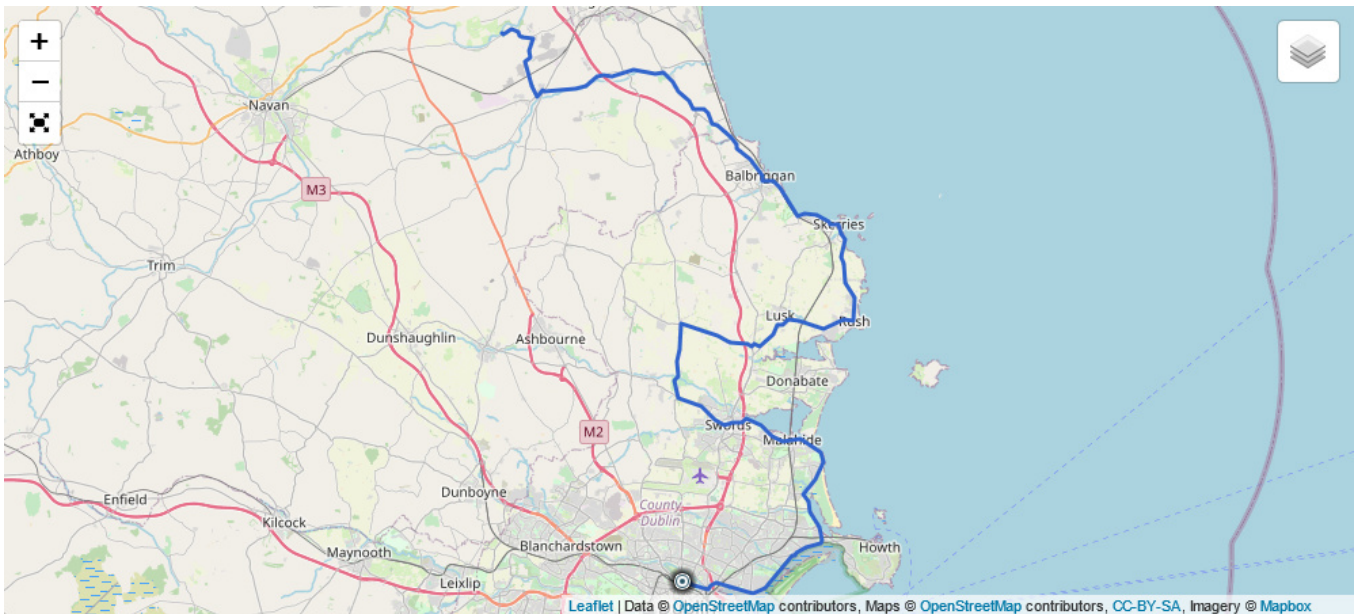 +
−
Navan
Athboy
M3
Balbriggan
Skerries
Trim
Lusk
Rush
Dunshaughlin
Ashbourne
Donabate
Swords
M2
Malahide
Dunboyne
Enfield
County
Dublin
Kilcock
Blanchardstown
Howth
Maynooth
Leixlip
Leaflet | Data © OpenStreetMap contributors, Maps © OpenStreetMap contributors, CC-BY-SA, Imagery © Mapbox